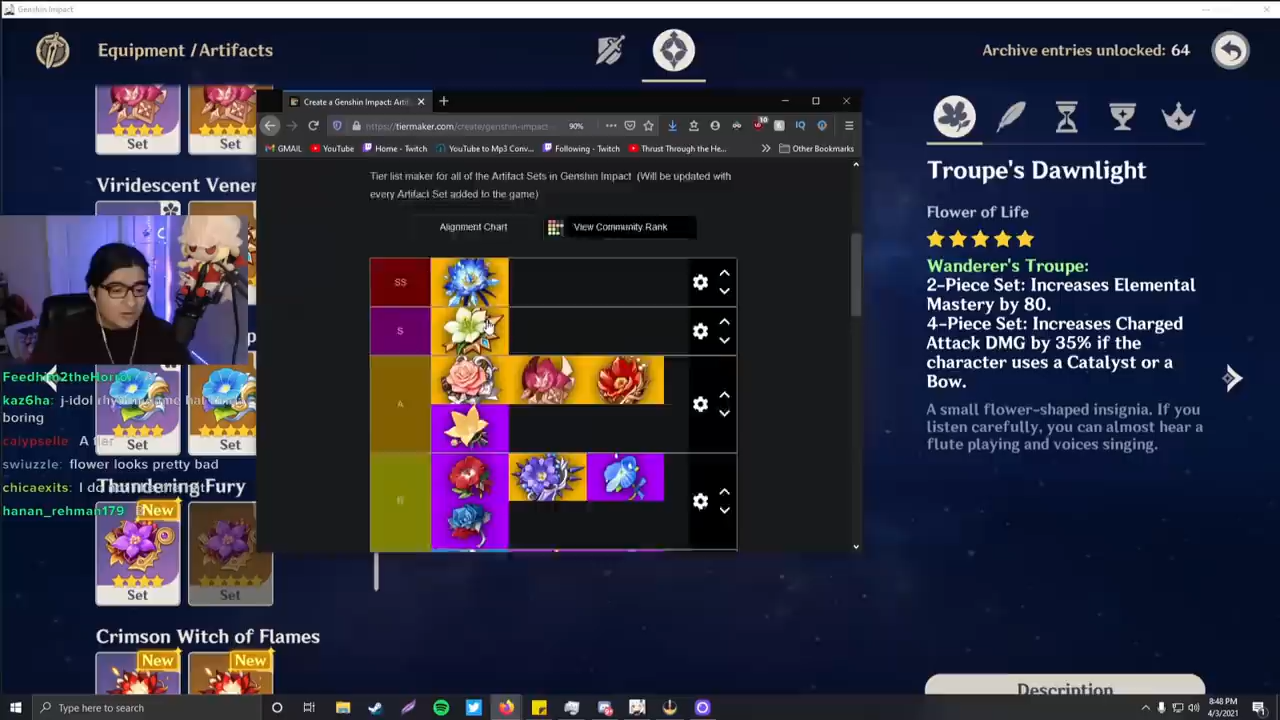 Genshin Impact
Equipment / Artifacts
Archive entries unlocked: 64
Set
Set
Viridescent Vener
Create a Genshin Impact: Arti
https://tiermaker.com/create/genshin-impact
90%
10
GMAIL
YouTube
Home - Twitch
YouTube to Mp3 Conv...
Following - Twitch
Thrust Through the He...
Other Bookmarks
Tier list maker for all of the Artifact Sets in Genshin Impact (Will be updated with
every Artifact Set added to the game)
Alignment Chart
View Community Rank
SS
S
A
Troupe's Dawnlight
Flower of Life
Wanderer's Troupe:
2-Piece Set: Increases Elemental
Mastery by 80.
4-Piece Set: Increases Charged
Attack DMG by 35% if the
character uses a Catalyst or a
Bow.
A small flower-shaped insignia. If you
listen carefully, you can almost hear a
flute playing and voices singing.
kaz6ha: j-idol
boring
calypselle: A tier
swiuzzle: flower looks pretty bad
chicaexits: I do
hanan_rehman179
Set
Set
Thundering Fury
New
Set
Set
Crimson Witch of Flames
New
New
Description
Type here to search
8:48 PM
4/3/2021